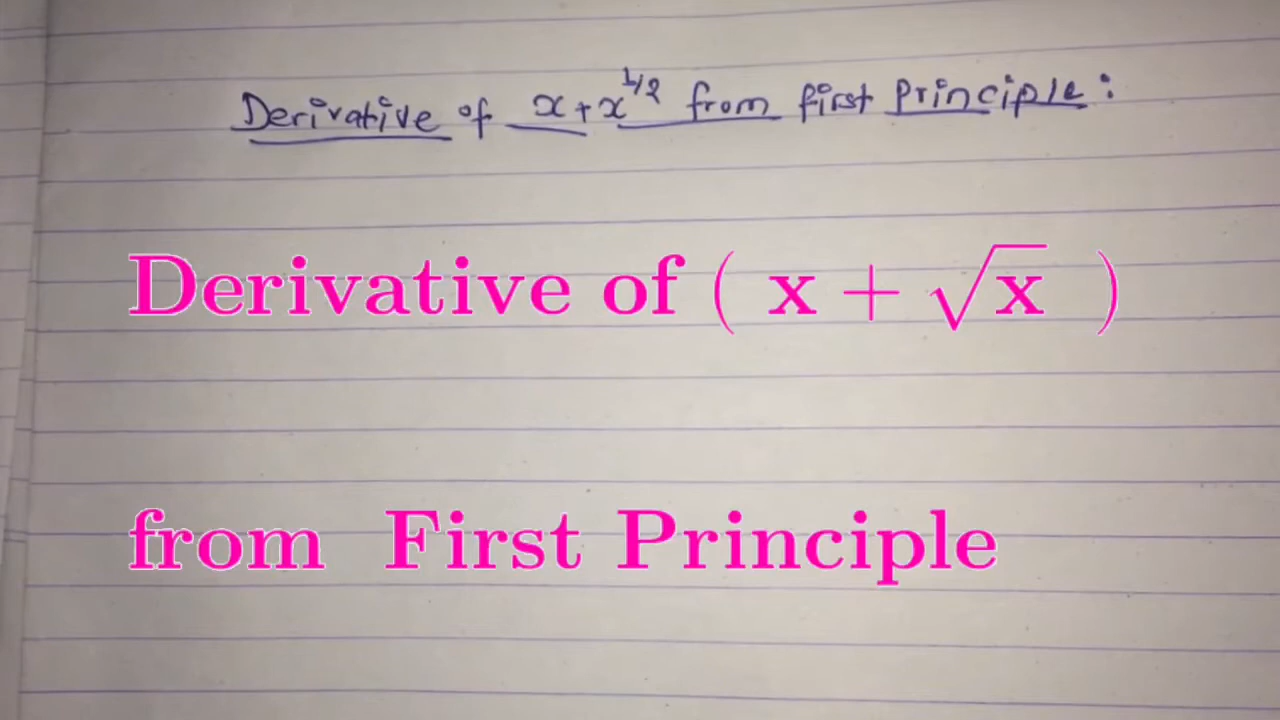 Derivative of x+x^1/2 from first principle:
Derivative of ( x + √x )
from First Principle